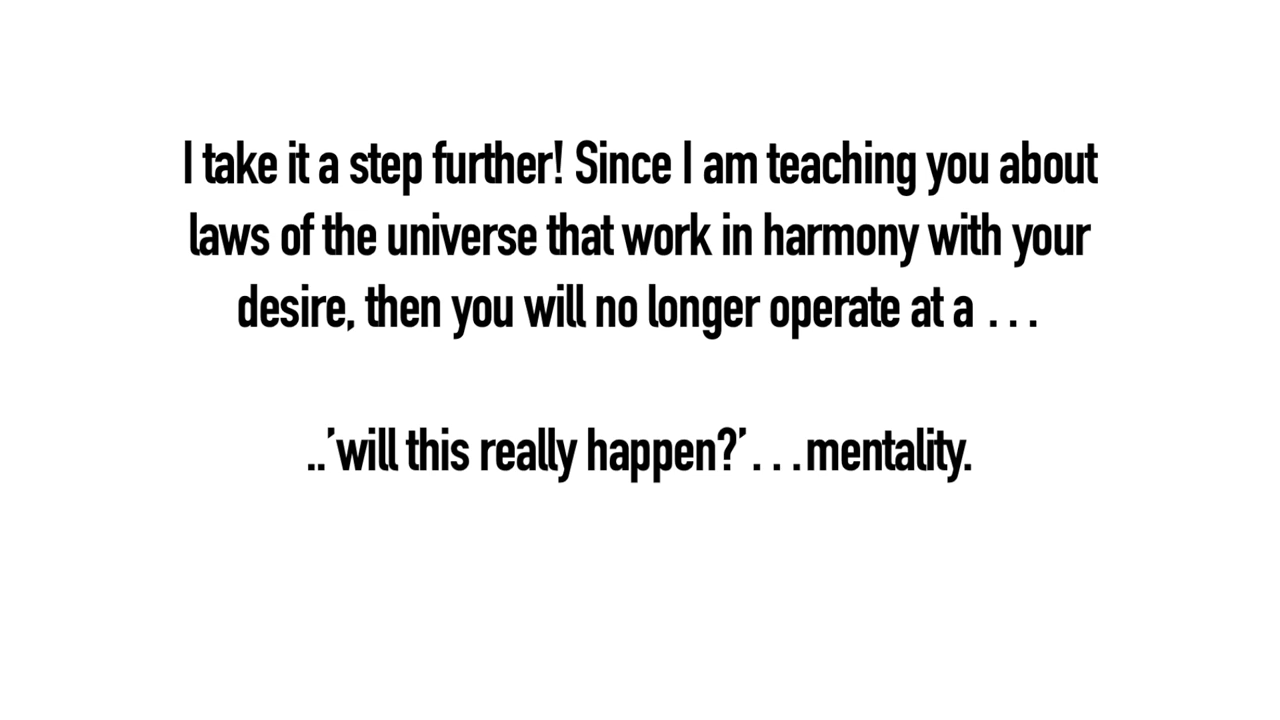 I take it a step further! Since I am teaching you about
laws of the universe that work in harmony with your
desire, then you will no longer operate at a . . .
..’will this really happen?’. . .mentality.